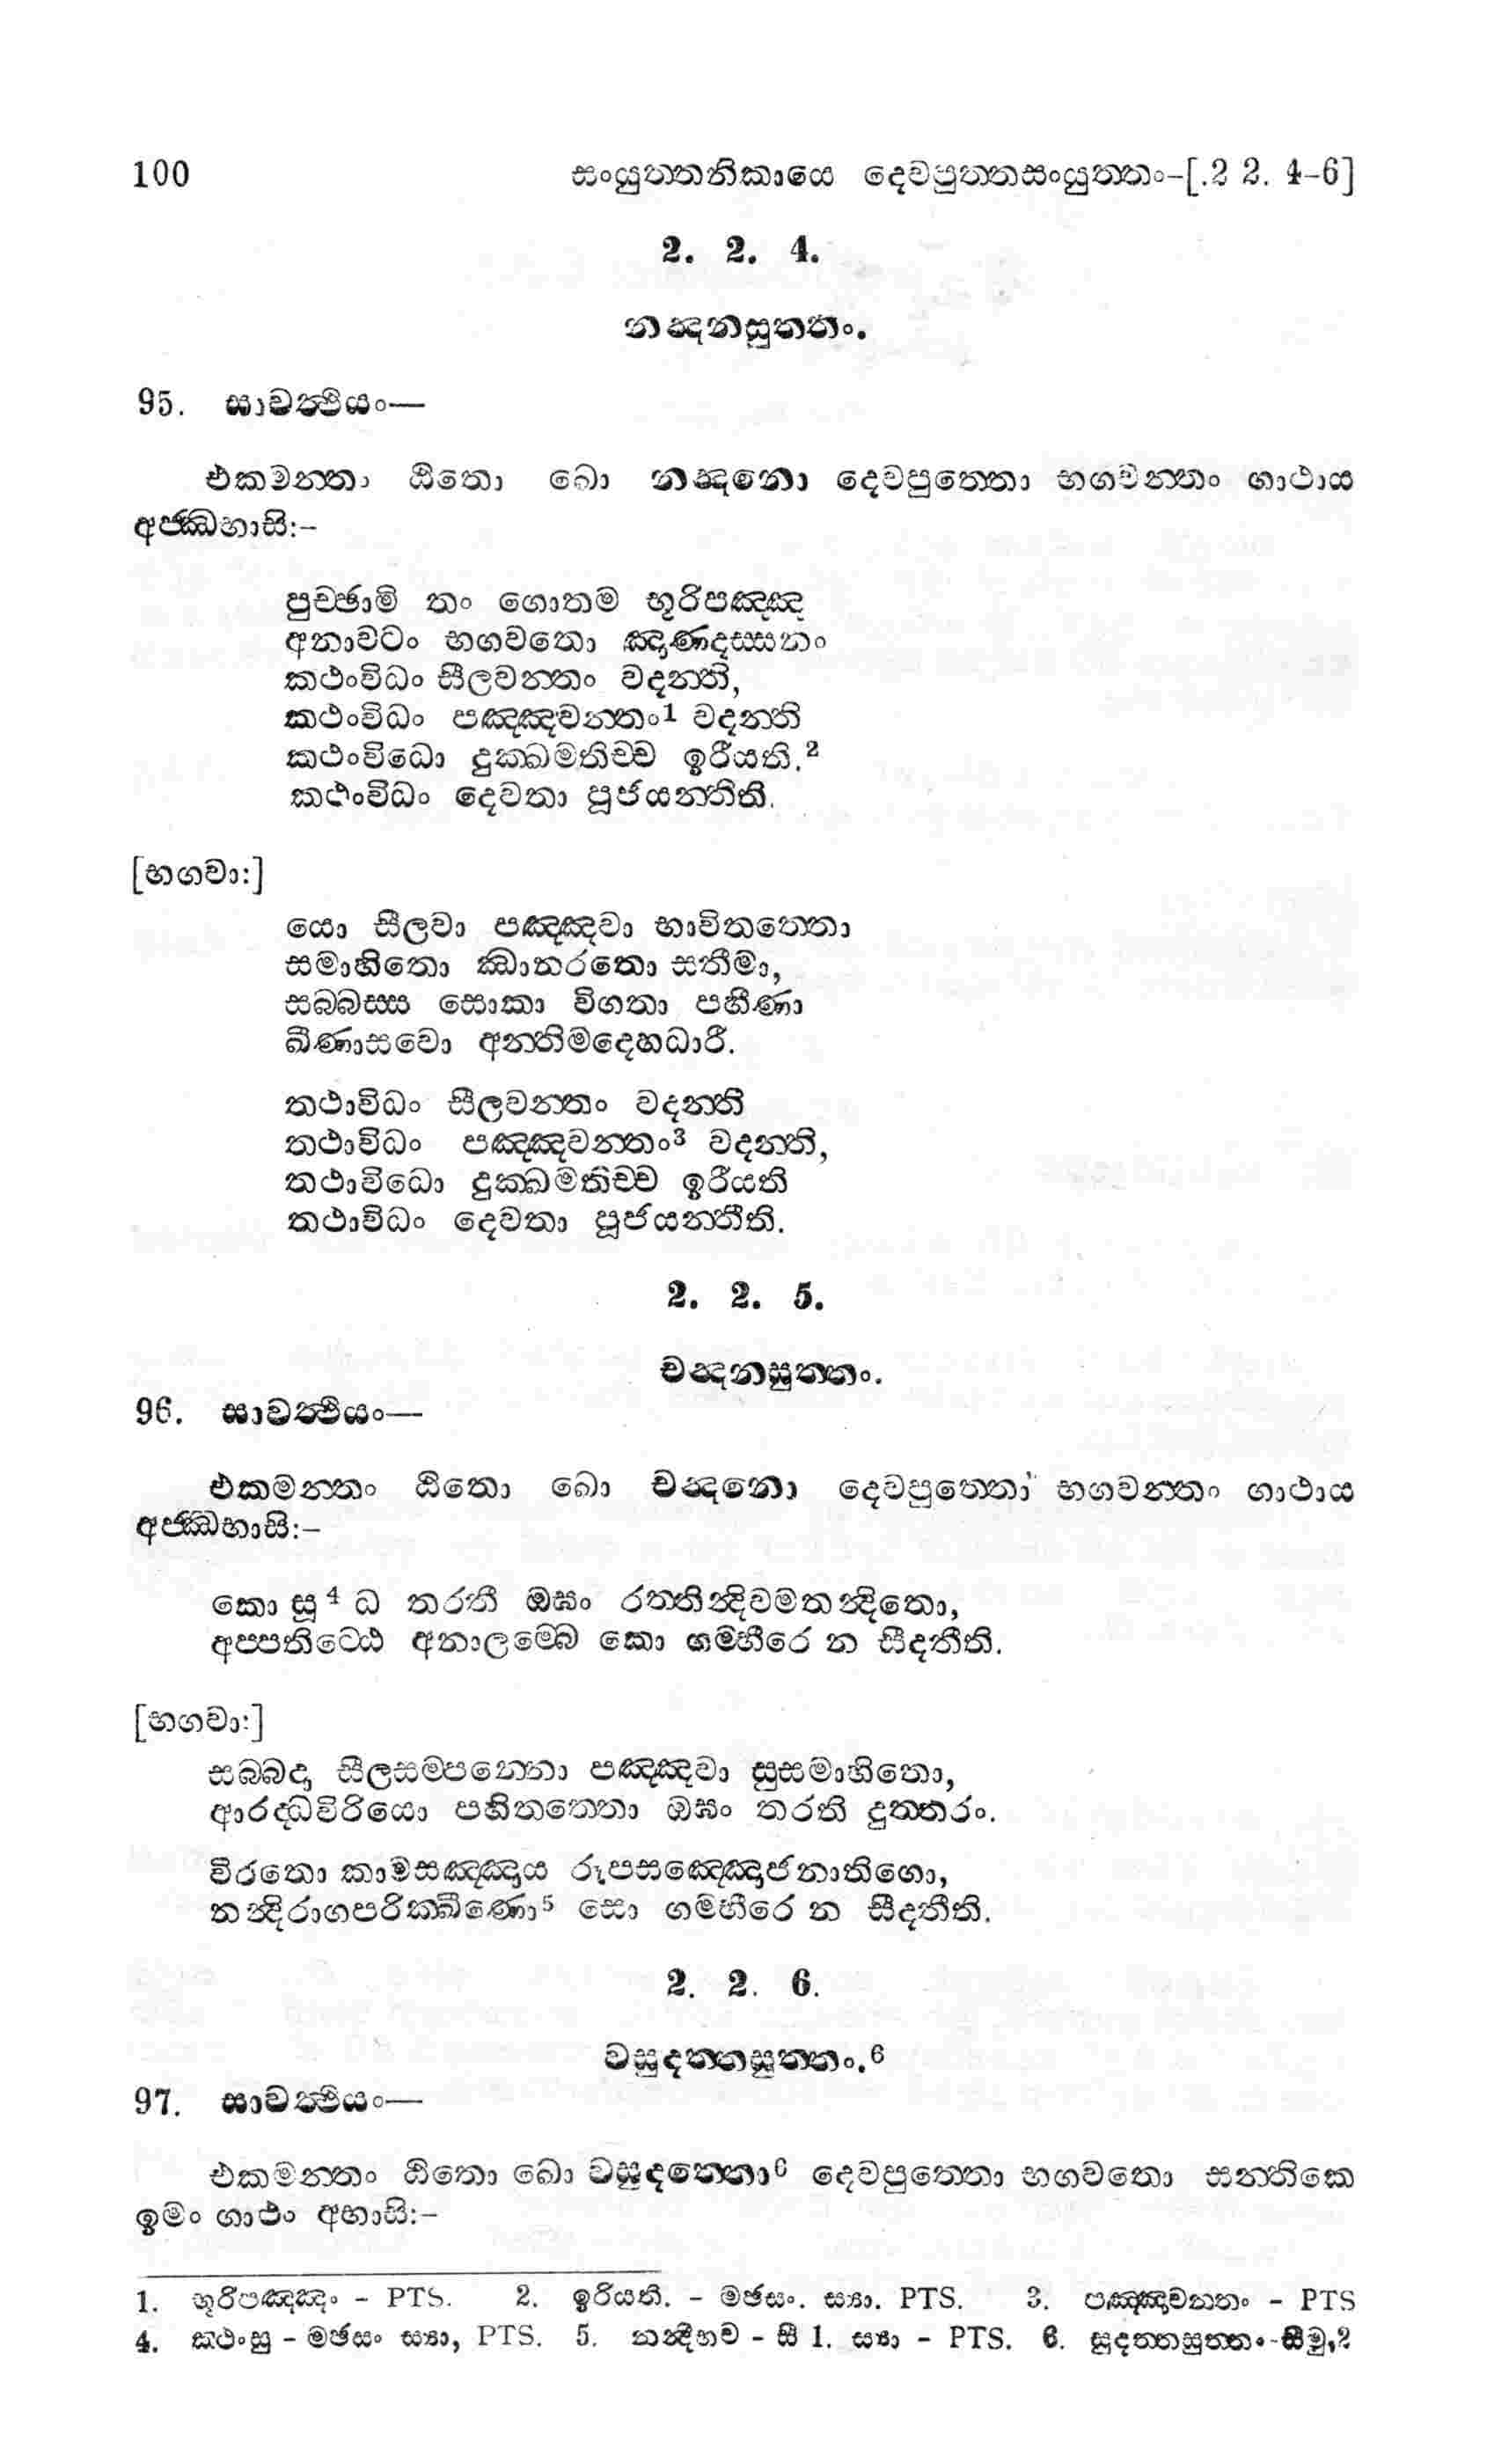 100 සංයුත්තනිකායෙ දෙවපුත්තසංයුත්තං-[.2 2. 4-6]
2. 2. 4.
නන්දනසුත්තං.
95. සාවත්ථියං—
එකමන්තං ඨිතො ඛො නන්දනො දෙවපුත්තො භගවන්තං ගාථාය
අජ්ඣභාසි:-
පුච්ඡාමි තං ගොතම භූරිපඤ්ඤ
අනාවටං භගවතො ඤාණදස්සනං
කථංවිධං සීලවන්තං වදන්ති,
කථංවිධං පඤ්ඤවන්තං1 වදන්ති
කථංවිධො දුක්ඛමතිච්ච ඉරීයති.2
කථංවිධං දෙවතා පූජයන්තීති.
[භගවා:]
යො සීලවා පඤ්ඤවා භාවිතත්තො
සමාහිතො ඣානරතො සතීමා,
සබ්බස්ස සොකා විගතා පහීණා
ඛීණාසවො අන්තිමදෙහධාරී.
තථාවිධං සීලවන්තං වදන්තී
තථාවිධං පඤ්ඤවන්තං3 වදන්ති,
තථාවිධො දුක්ඛමතිච්ච ඉරීයති
තථාවිධං දෙවතා පූජයන්තීති.
2. 2. 5.
චන්දනසුත්තං.
96. සාවත්ථියං—
එකමන්තං ඨිතො ඛො චන්දනො දෙවපුත්තො භගවන්තං ගාථාය
අජ්ඣභාසි:-
කො සූ4 ධ තරතී ඔඝං රත්තින්දිවමතන්දිතො,
අප්පතිට්ඨෙ අනාලම්බෙ කො ගම්භීරෙ න සීදතීති.
[භගවා:]
සබ්බදා සීලසම්පන්නො පඤ්ඤවා සුසමාහිතො,
ආරද්ධවිරියො පහිතත්තො ඔඝං තරති දුත්තරං.
විරතො කාමසඤ්ඤාය රූපසඤ්ඤොජනාතිගො,
නන්දිරාගපරික්ඛීණො5 සො ගම්භීරෙ න සීදතීති.
2. 2. 6.
වසුදත්තසුත්තං.6
97. සාවත්ථියං—
එකමන්තං ඨිතො ඛො වසුදත්තො6 දෙවපුත්තො භගවතො සන්තිකෙ
ඉමං ගාථං අභාසි:-
1. භූරිපඤ්ඤං - PTS. 2. ඉරියති. - මඡසං. ස්‍යා. PTS. 3. පඤ්ඤාවන්තං - PTS
4. කථංසු - මඡසං ස්‍යා, PTS. 5. නන්දීභව - සී 1. ස්‍යා - PTS. 6. සුදත්තසුත්තං-සීමු,2